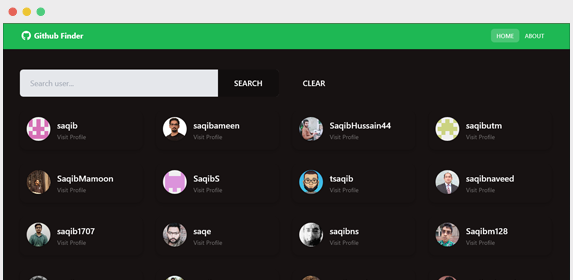 Github Finder
HOME ABOUT
Search user... SEARCH CLEAR
saqib saqibameen SaqibHussain44 saqibutm
Visit Profile Visit Profile Visit Profile Visit Profile
SaqibMamoon SaqibS tsaqib saqibnaveed
Visit Profile Visit Profile Visit Profile Visit Profile
saqib1707 saqe saqibns Saqibm128
Visit Profile Visit Profile Visit Profile Visit Profile